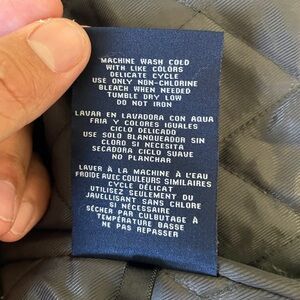 MACHINE WASH COLD
WITH LIKE COLORS
DELICATE CYCLE
USE ONLY NON-CHLORINE
BLEACH WHEN NEEDED
TUMBLE DRY LOW
DO NOT IRON
LAVAR EN LAVADORA CON AGUA
FRIA Y COLORES IGUALES
CICLO DELICADO
USE SOLO BLANQUEADOR SIN
CLORO SI NECESITA
SECADORA CICLO SUAVE
NO PLANCHAR
LAVER À LA MACHINE À L'EAU
FROIDE AVEC COULEURS SIMILAIRES
CYCLE DÉLICAT
UTILISEZ SEULEMENT DU
JAVELLISANT SANS CHLORE
SI NÉCESSAIRE
SÉCHER PAR CULBUTAGE À
TEMPÉRATURE BASSE
NE PAS REPASSER